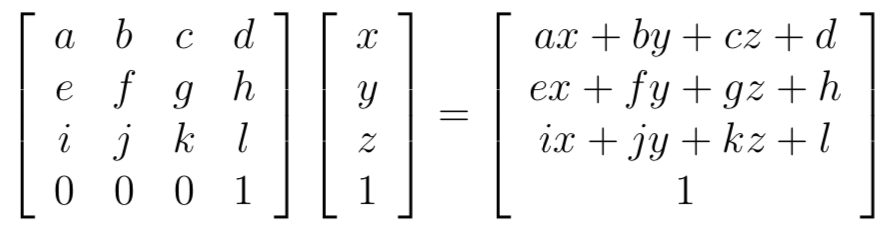 a b c d x ax + by + cz + d
e f g h y = ex + fy + gz + h
i j k l z ix + jy + kz + l
0 0 0 1 1 1